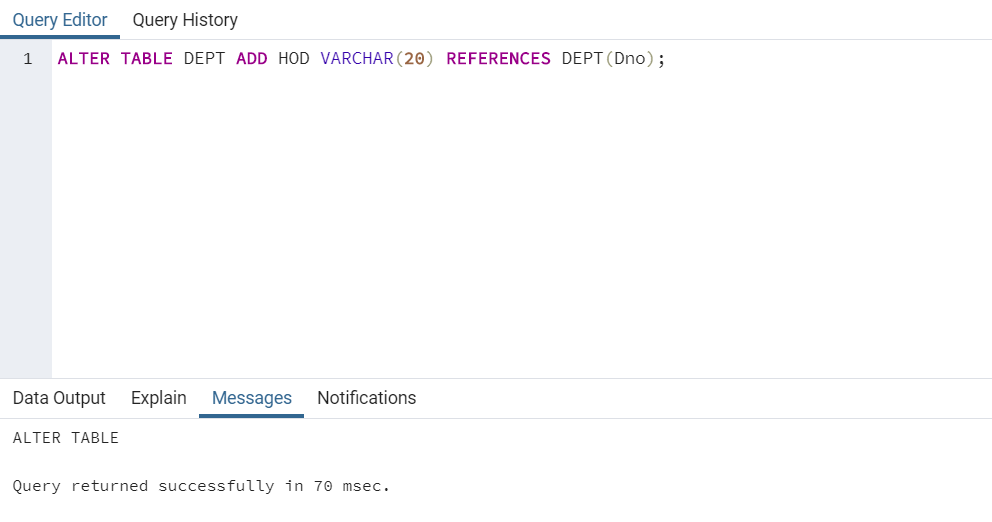 Query Editor Query History
1 ALTER TABLE DEPT ADD HOD VARCHAR(20) REFERENCES DEPT(Dno);
Data Output Explain Messages Notifications
ALTER TABLE
Query returned successfully in 70 msec.